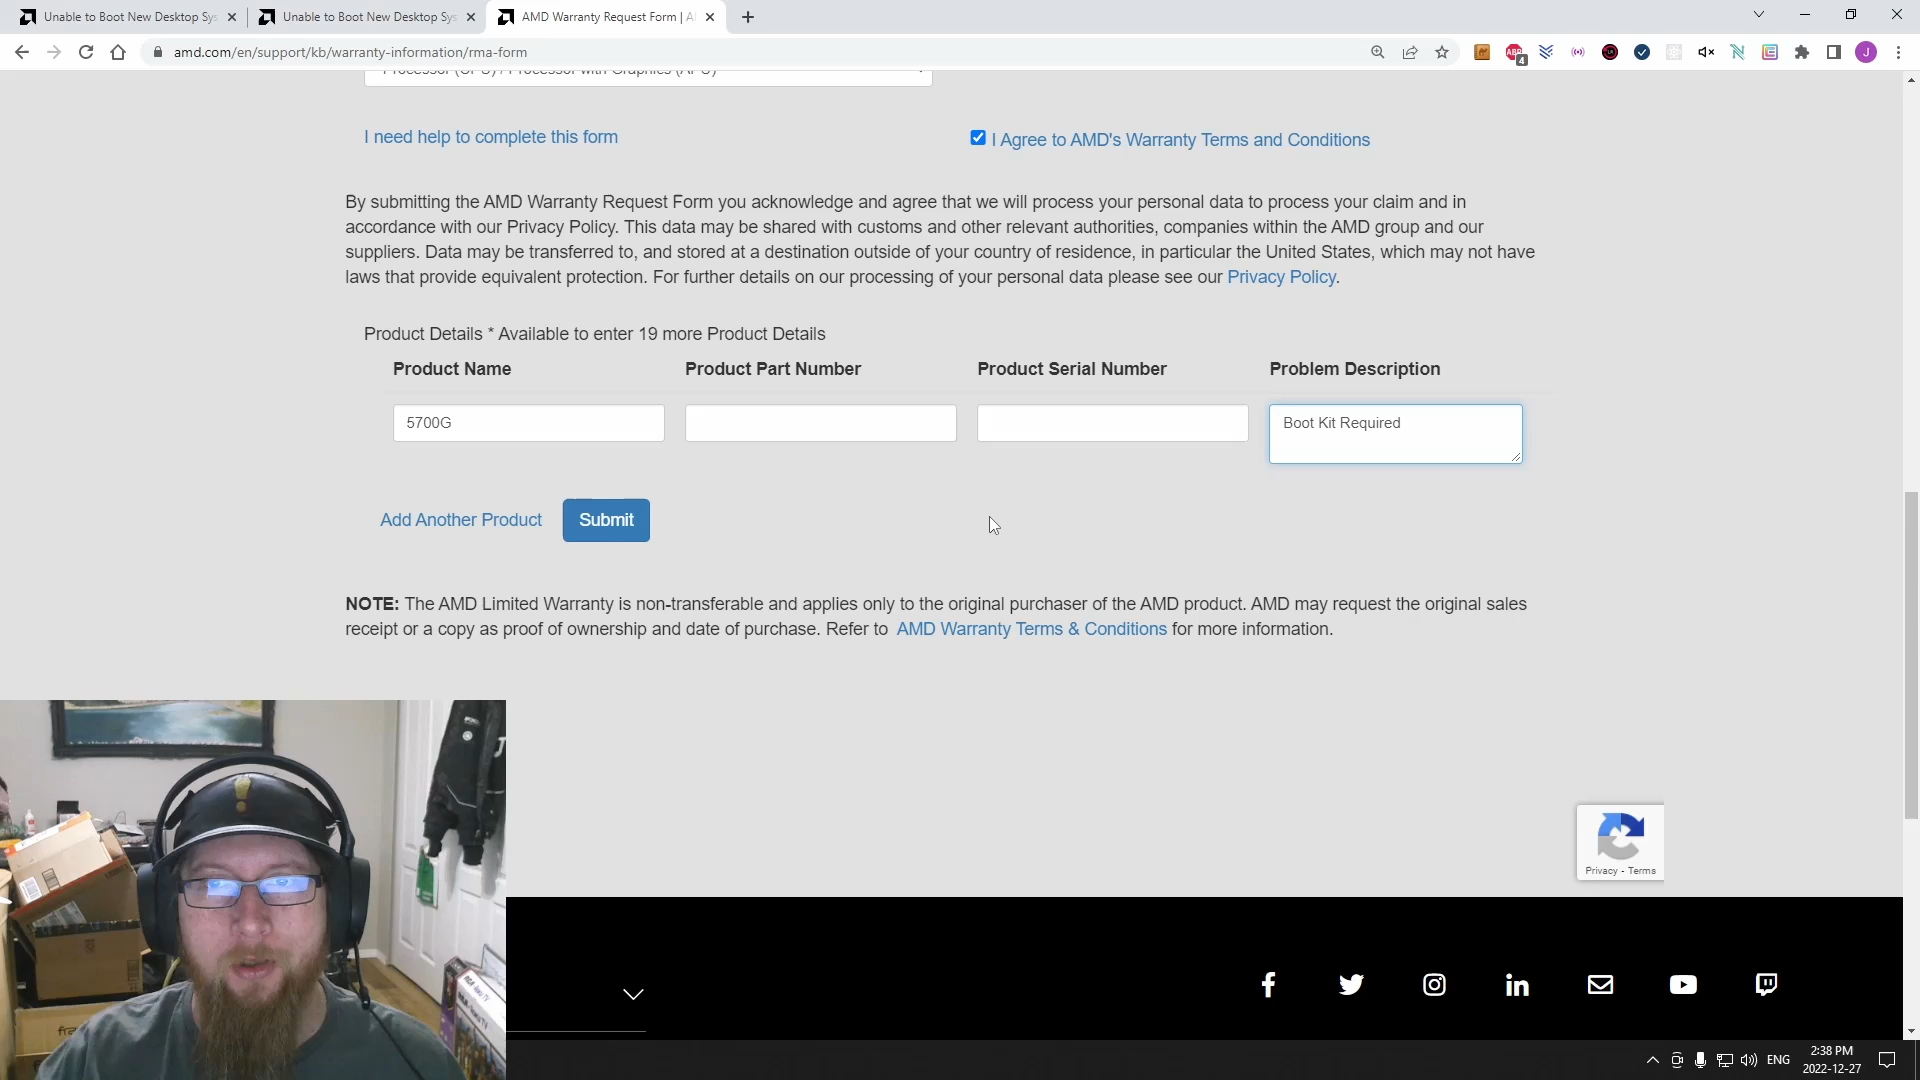 Unable to Boot New Desktop Sys
Unable to Boot New Desktop Sys
AMD Warranty Request Form | A
amd.com/en/support/kb/warranty-information/rma-form
4
J
Processor (CPU) / Processor with Graphics (APU)
I need help to complete this form
I Agree to AMD's Warranty Terms and Conditions
By submitting the AMD Warranty Request Form you acknowledge and agree that we will process your personal data to process your claim and in
accordance with our Privacy Policy. This data may be shared with customs and other relevant authorities, companies within the AMD group and our
suppliers. Data may be transferred to, and stored at a destination outside of your country of residence, in particular the United States, which may not have
laws that provide equivalent protection. For further details on our processing of your personal data please see our Privacy Policy.
Product Details * Available to enter 19 more Product Details
Product Name Product Part Number Product Serial Number Problem Description
5700G Boot Kit Required
Add Another Product Submit
NOTE: The AMD Limited Warranty is non-transferable and applies only to the original purchaser of the AMD product. AMD may request the original sales
receipt or a copy as proof of ownership and date of purchase. Refer to AMD Warranty Terms & Conditions for more information.
Privacy - Terms
ENG
2:38 PM
2022-12-27